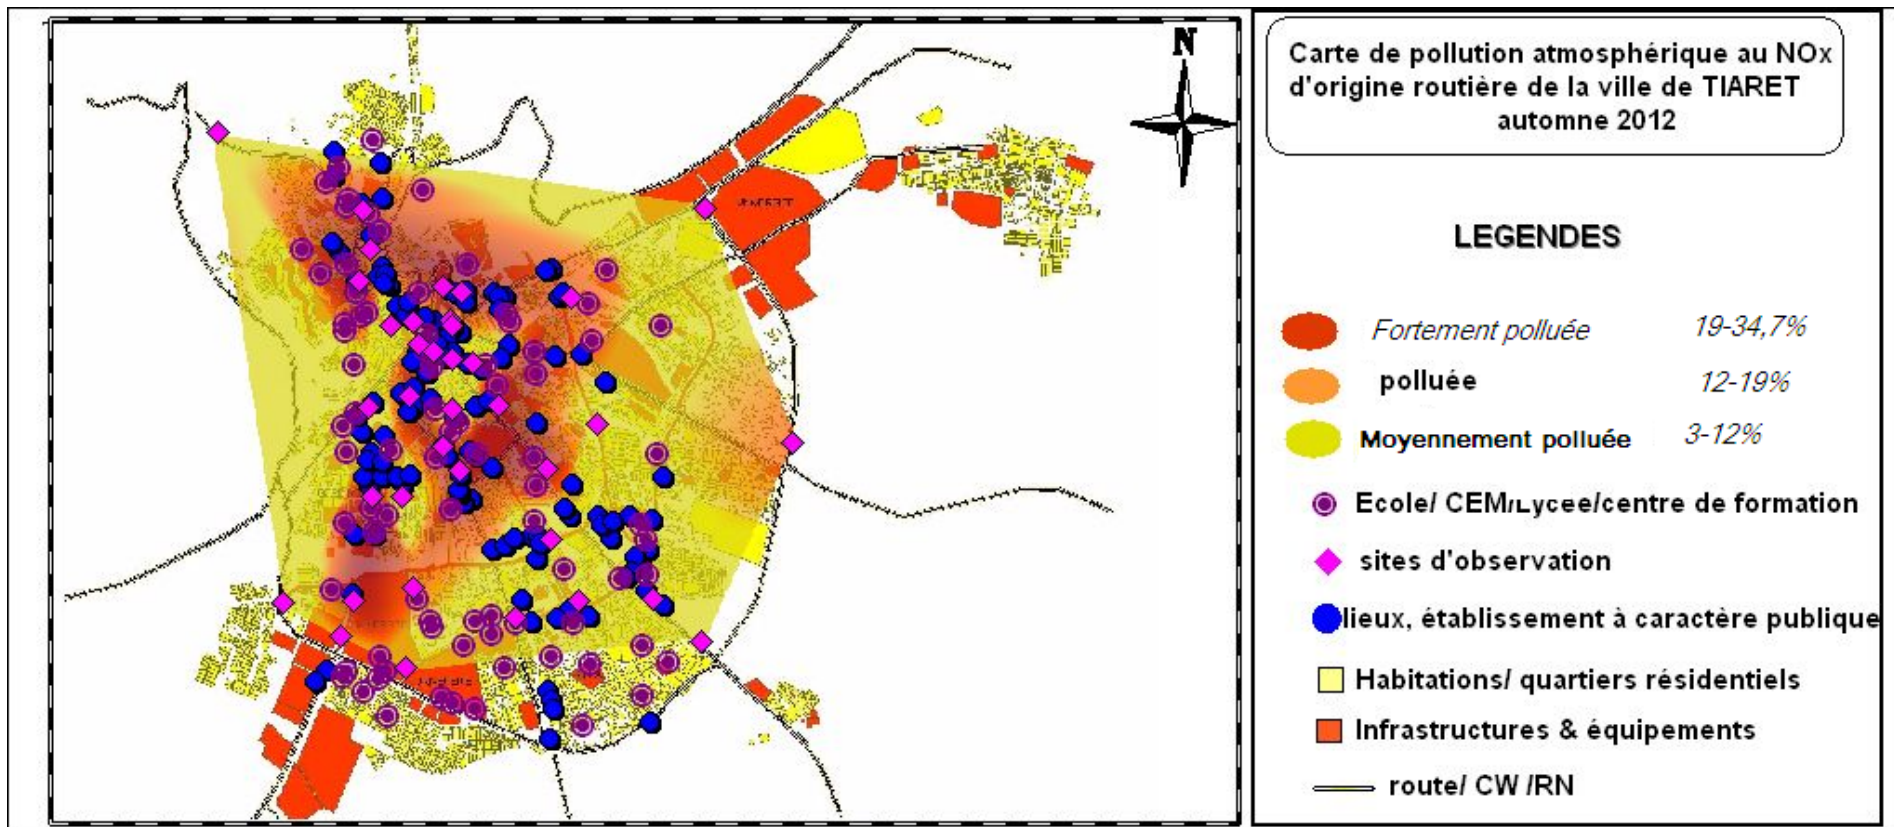 N
Carte de pollution atmosphérique au NOx
d'origine routière de la ville de TIARET
automne 2012
LEGENDES
Fortement polluée 19-34,7%
polluée 12-19%
Moyennement polluée 3-12%
Ecole/ CEM/Lycée/centre de formation
sites d'observation
lieux, établissement à caractère publique
Habitations/ quartiers résidentiels
Infrastructures & équipements
route/ CW /RN